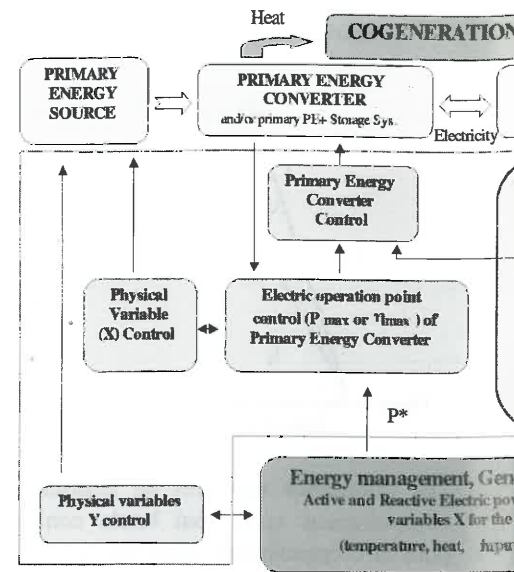 Heat
COGENERATION
PRIMARY
ENERGY
SOURCE
PRIMARY ENERGY
CONVERTER
and/or primary PE+ Storage Sys.
Electricity
Primary Energy
Converter
Control
Physical
Variable
(X) Control
Electric operation point
control (P max or ηmax ) of
Primary Energy Converter
P*
Physical variables
Y control
Energy management, Gen
Active and Reactive Electric pow
variables X for the
(temperature, heat,